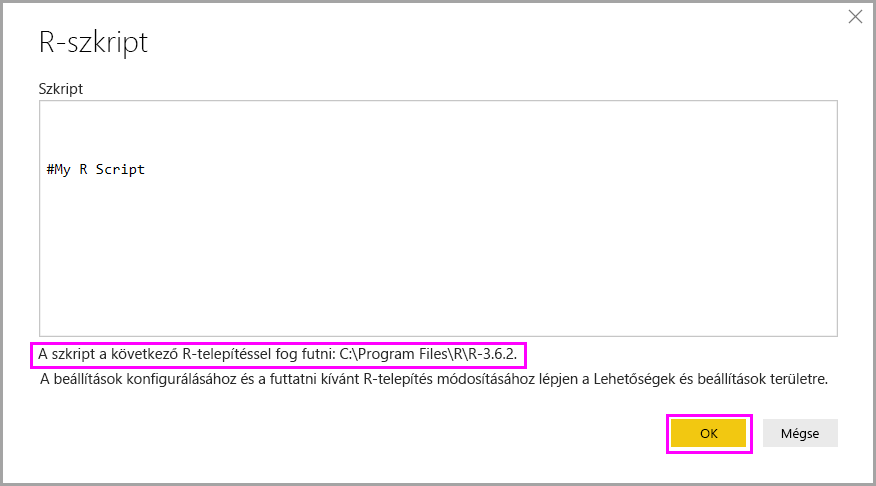 R-szkript
Szkript
#My R Script
A szkript a következő R-telepítéssel fog futni: C:\Program Files\R\R-3.6.2.
A beállítások konfigurálásához és a futtatni kívánt R-telepítés módosításához lépjen a Lehetőségek és beállítások területre.
OK
Mégse